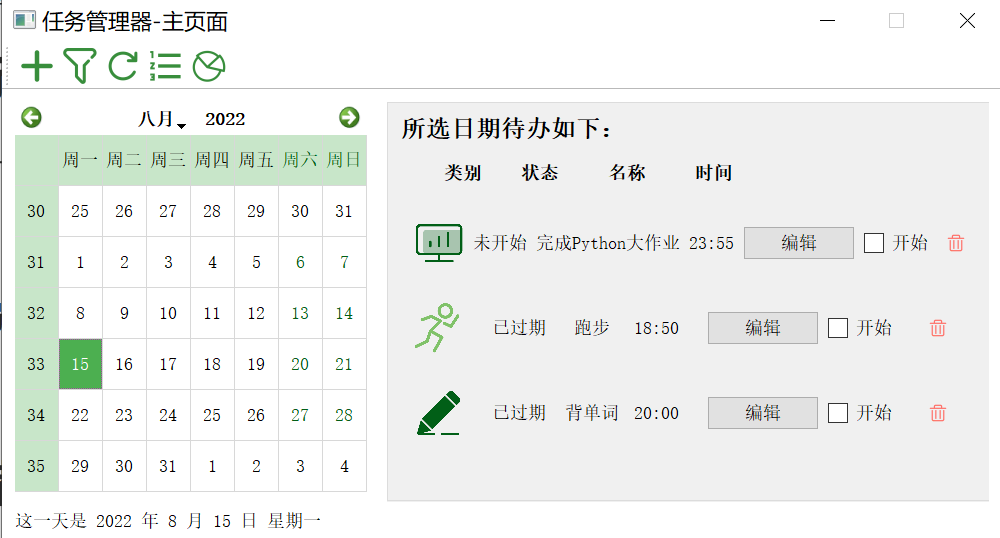 任务管理器-主页面
八月 2022
周一 周二 周三 周四 周五 周六 周日
30 25 26 27 28 29 30 31
31 1 2 3 4 5 6 7
32 8 9 10 11 12 13 14
33 15 16 17 18 19 20 21
34 22 23 24 25 26 27 28
35 29 30 31 1 2 3 4
这一天是 2022 年 8 月 15 日 星期一
所选日期待办如下:
类别 状态 名称 时间
未开始 完成Python大作业 23:55 编辑 开始
已过期 跑步 18:50 编辑 开始
已过期 背单词 20:00 编辑 开始